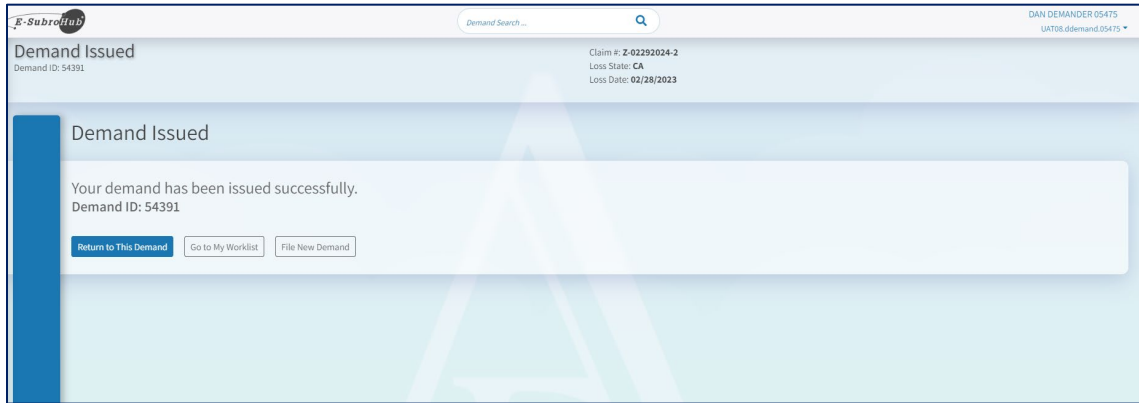 E-SubroHub
Demand Search ...
DAN DEMANDER 05475
UAT08.ddemand.05475
Demand Issued
Demand ID: 54391
Claim #: Z-02292024-2
Loss State: CA
Loss Date: 02/28/2023
Demand Issued
Your demand has been issued successfully.
Demand ID: 54391
Return to This Demand
Go to My Worklist
File New Demand